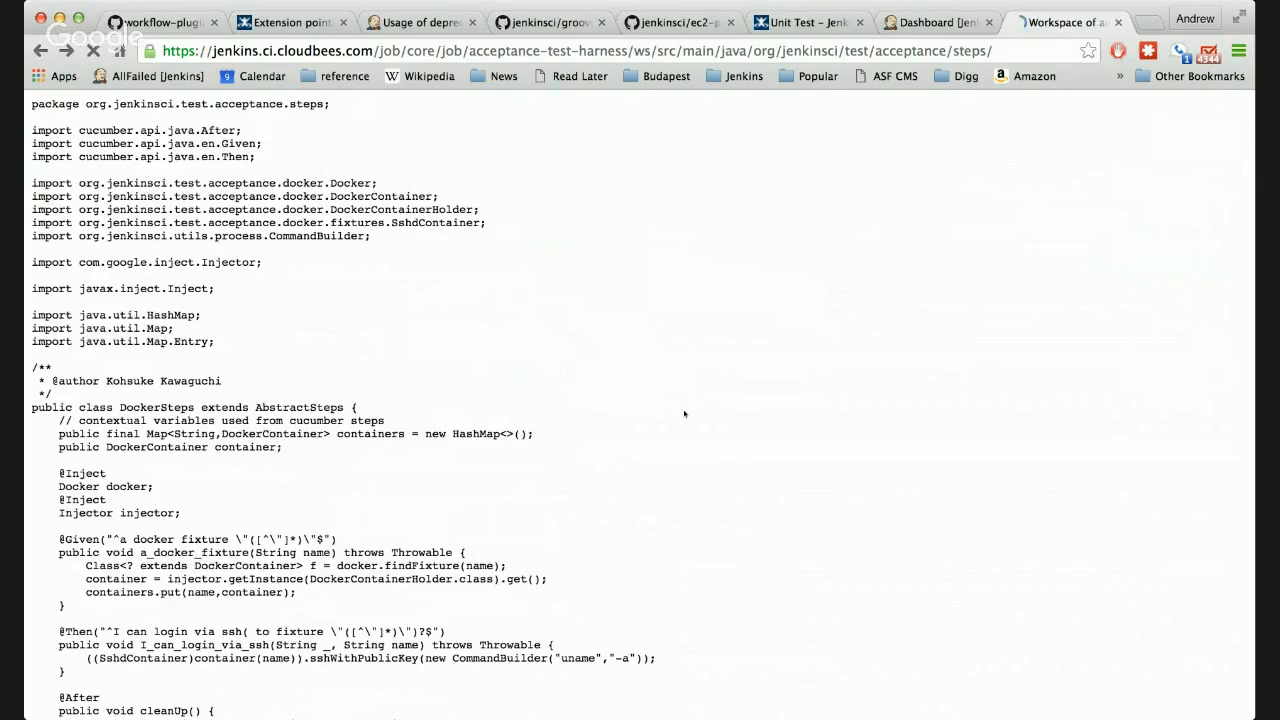 workflow-plugi
Extension point
Usage of depre
jenkinsci/groov
jenkinsci/ec2-p
Unit Test - Jenk
Dashboard [Jenk
Workspace of a
Andrew
Google
https://jenkins.ci.cloudbees.com/job/core/job/acceptance-test-harness/ws/src/main/java/org/jenkinsci/test/acceptance/steps/
1
4344
Apps
AllFailed [Jenkins]
9 Calendar
reference
Wikipedia
News
Read Later
Budapest
Jenkins
Popular
ASF CMS
Digg
Amazon
»
Other Bookmarks
package org.jenkinsci.test.acceptance.steps;
import cucumber.api.java.After;
import cucumber.api.java.en.Given;
import cucumber.api.java.en.Then;
import org.jenkinsci.test.acceptance.docker.Docker;
import org.jenkinsci.test.acceptance.docker.DockerContainer;
import org.jenkinsci.test.acceptance.docker.DockerContainerHolder;
import org.jenkinsci.test.acceptance.docker.fixtures.SshdContainer;
import org.jenkinsci.utils.process.CommandBuilder;
import com.google.inject.Injector;
import javax.inject.Inject;
import java.util.HashMap;
import java.util.Map;
import java.util.Map.Entry;
/**
* @author Kohsuke Kawaguchi
*/
public class DockerSteps extends AbstractSteps {
// contextual variables used from cucumber steps
public final Map<String,DockerContainer> containers = new HashMap<>();
public DockerContainer container;
@Inject
Docker docker;
@Inject
Injector injector;
@Given("^a docker fixture \"([^\"]*)\"$")
public void a_docker_fixture(String name) throws Throwable {
Class<? extends DockerContainer> f = docker.findFixture(name);
container = injector.getInstance(DockerContainerHolder.class).get();
containers.put(name,container);
}
@Then("^I can login via ssh( to fixture \"([^\"]*)\")?$")
public void I_can_login_via_ssh(String _, String name) throws Throwable {
((SshdContainer)container(name)).sshWithPublicKey(new CommandBuilder("uname","-a"));
}
@After
public void cleanUp() {